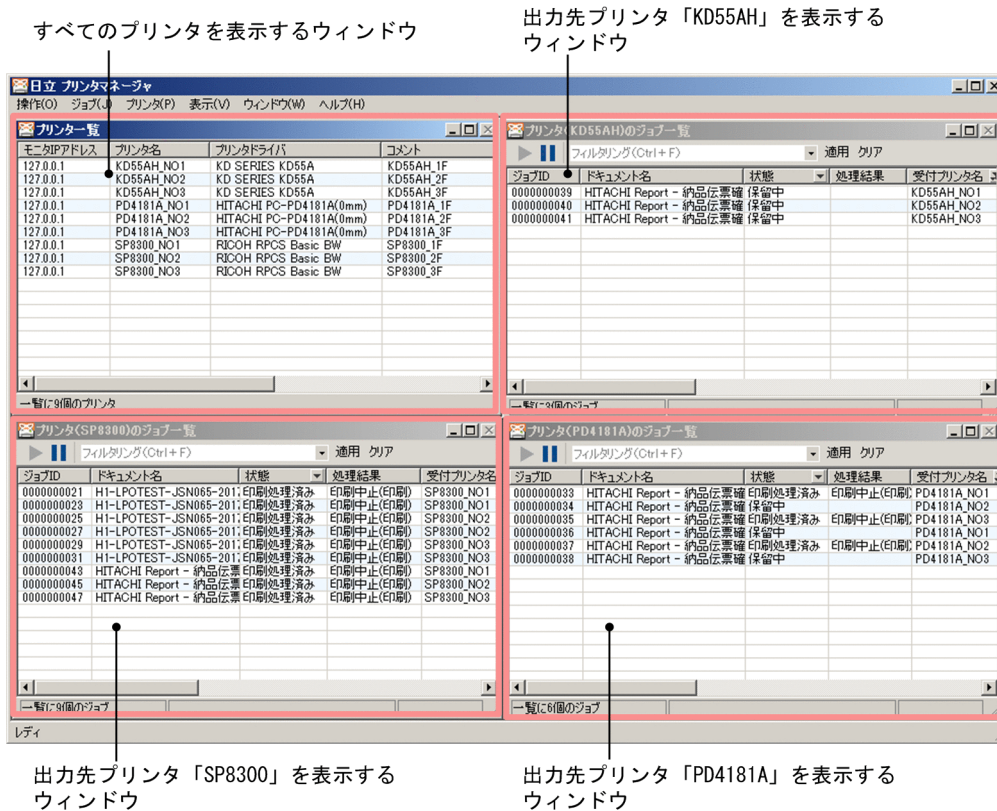 すべてのプリンタを表示するウィンドウ
出力先プリンタ「KD55AH」を表示する
ウィンドウ
日立 プリンタマネージャ
操作(O) ジョブ(J) プリンタ(P) 表示(V) ウィンドウ(W) ヘルプ(H)
プリンタ一覧
モニタIPアドレス プリンタ名 プリンタドライバ コメント
127.0.0.1 KD55AH_NO1 KD SERIES KD55A KD55AH_1F
127.0.0.1 KD55AH_NO2 KD SERIES KD55A KD55AH_2F
127.0.0.1 KD55AH_NO3 KD SERIES KD55A KD55AH_3F
127.0.0.1 PD4181A_NO1 HITACHI PC-PD4181A(0mm) PD4181A_1F
127.0.0.1 PD4181A_NO2 HITACHI PC-PD4181A(0mm) PD4181A_2F
127.0.0.1 PD4181A_NO3 HITACHI PC-PD4181A(0mm) PD4181A_3F
127.0.0.1 SP8300_NO1 RICOH RPCS Basic BW SP8300_1F
127.0.0.1 SP8300_NO2 RICOH RPCS Basic BW SP8300_2F
127.0.0.1 SP8300_NO3 RICOH RPCS Basic BW SP8300_3F
一覧に9個のプリンタ
プリンタ(KD55AH)のジョブ一覧
フィルタリング(Ctrl+F) 適用 クリア
ジョブID ドキュメント名 状態 処理結果 受付プリンタ名
0000000039 HITACHI Report - 納品伝票確 保留中 KD55AH_NO1
0000000040 HITACHI Report - 納品伝票確 保留中 KD55AH_NO2
0000000041 HITACHI Report - 納品伝票確 保留中 KD55AH_NO3
一覧に3個のジョブ
プリンタ(SP8300)のジョブ一覧
フィルタリング(Ctrl+F) 適用 クリア
ジョブID ドキュメント名 状態 処理結果 受付プリンタ名
0000000021 H1-LPOTEST-JSN065-201 印刷処理済み 印刷中止(印刷) SP8300_NO1
0000000023 H1-LPOTEST-JSN065-201 印刷処理済み 印刷中止(印刷) SP8300_NO1
0000000025 H1-LPOTEST-JSN065-201 印刷処理済み 印刷中止(印刷) SP8300_NO2
0000000027 H1-LPOTEST-JSN065-201 印刷処理済み 印刷中止(印刷) SP8300_NO2
0000000029 H1-LPOTEST-JSN065-201 印刷処理済み 印刷中止(印刷) SP8300_NO3
0000000031 H1-LPOTEST-JSN065-201 印刷処理済み 印刷中止(印刷) SP8300_NO3
0000000043 HITACHI Report - 納品伝票 印刷処理済み 印刷中止(印刷) SP8300_NO1
0000000045 HITACHI Report - 納品伝票 印刷処理済み 印刷中止(印刷) SP8300_NO2
0000000047 HITACHI Report - 納品伝票 印刷処理済み 印刷中止(印刷) SP8300_NO3
一覧に9個のジョブ
プリンタ(PD4181A)のジョブ一覧
フィルタリング(Ctrl+F) 適用 クリア
ジョブID ドキュメント名 状態 処理結果 受付プリンタ名
0000000033 HITACHI Report - 納品伝票確 印刷処理済み 印刷中止(印刷) PD4181A_NO1
0000000034 HITACHI Report - 納品伝票確 保留中 PD4181A_NO2
0000000035 HITACHI Report - 納品伝票確 印刷処理済み 印刷中止(印刷) PD4181A_NO3
0000000036 HITACHI Report - 納品伝票確 保留中 PD4181A_NO1
0000000037 HITACHI Report - 納品伝票確 印刷処理済み 印刷中止(印刷) PD4181A_NO2
0000000038 HITACHI Report - 納品伝票確 保留中 PD4181A_NO3
一覧に6個のジョブ
レディ
出力先プリンタ「SP8300」を表示する
ウィンドウ
出力先プリンタ「PD4181A」を表示する
ウィンドウ